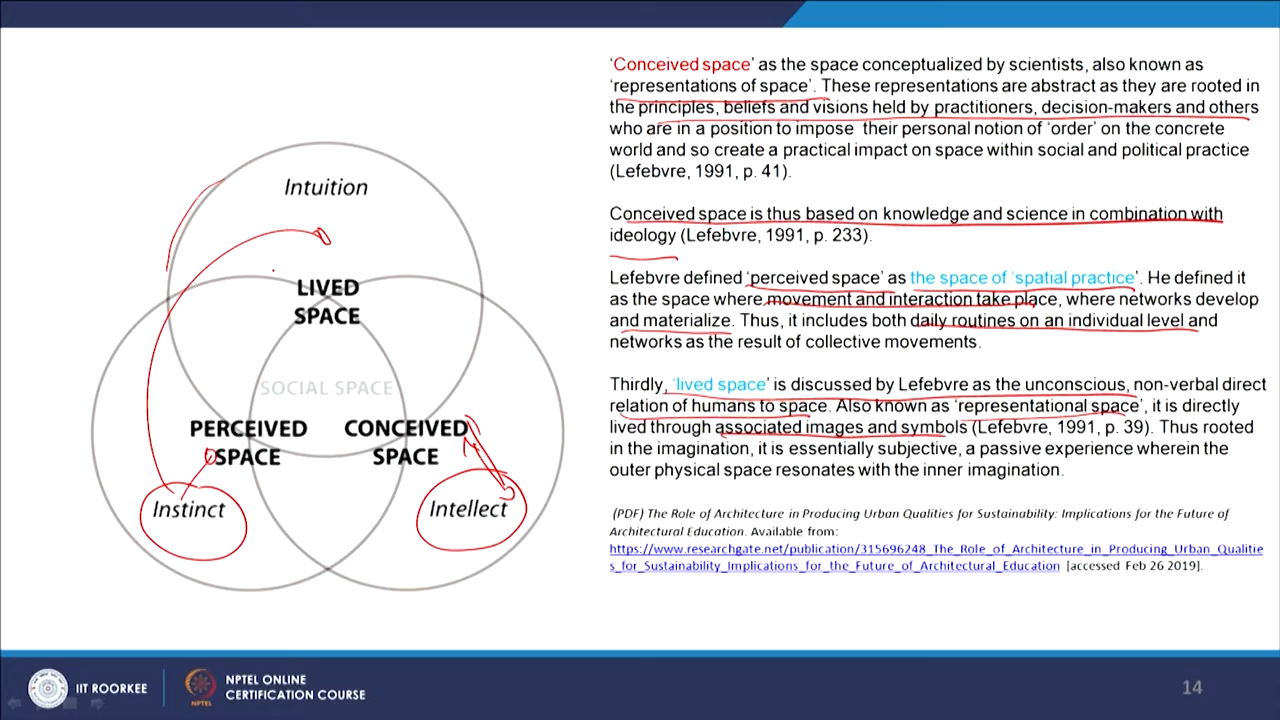 Intuition
LIVED
SPACE
SOCIAL SPACE
PERCEIVED
SPACE
CONCEIVED
SPACE
Instinct
Intellect
‘Conceived space’ as the space conceptualized by scientists, also known as
‘representations of space’. These representations are abstract as they are rooted in
the principles, beliefs and visions held by practitioners, decision-makers and others
who are in a position to impose their personal notion of ‘order’ on the concrete
world and so create a practical impact on space within social and political practice
(Lefebvre, 1991, p. 41).
Conceived space is thus based on knowledge and science in combination with
ideology (Lefebvre, 1991, p. 233).
Lefebvre defined ‘perceived space’ as the space of ‘spatial practice’. He defined it
as the space where movement and interaction take place, where networks develop
and materialize. Thus, it includes both daily routines on an individual level and
networks as the result of collective movements.
Thirdly, ‘lived space’ is discussed by Lefebvre as the unconscious, non-verbal direct
relation of humans to space. Also known as ‘representational space’, it is directly
lived through associated images and symbols (Lefebvre, 1991, p. 39). Thus rooted
in the imagination, it is essentially subjective, a passive experience wherein the
outer physical space resonates with the inner imagination.
(PDF) The Role of Architecture in Producing Urban Qualities for Sustainability: Implications for the Future of
Architectural Education. Available from:
https://www.researchgate.net/publication/315696248_The_Role_of_Architecture_in_Producing_Urban_Qualitie
s_for_Sustainability_Implications_for_the_Future_of_Architectural_Education [accessed Feb 26 2019].
IIT ROORKEE
NPTEL
NPTEL ONLINE
CERTIFICATION COURSE
14